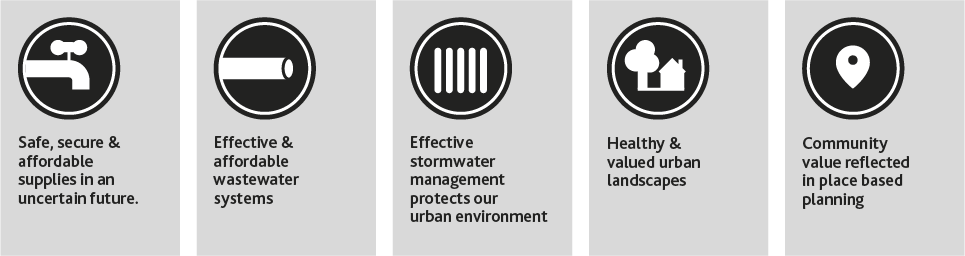 Safe, secure &
affordable
supplies in an
uncertain future.
Effective &
affordable
wastewater
systems
Effective
stormwater
management
protects our
urban environment
Healthy &
valued urban
landscapes
Community
value reflected
in place based
planning